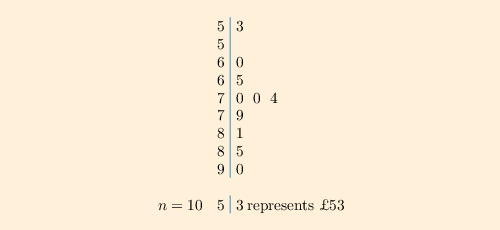 5 | 3
5 |
6 | 0
6 | 5
7 | 0 0 4
7 | 9
8 | 1
8 | 5
9 | 0
n = 10 5 | 3 represents £53